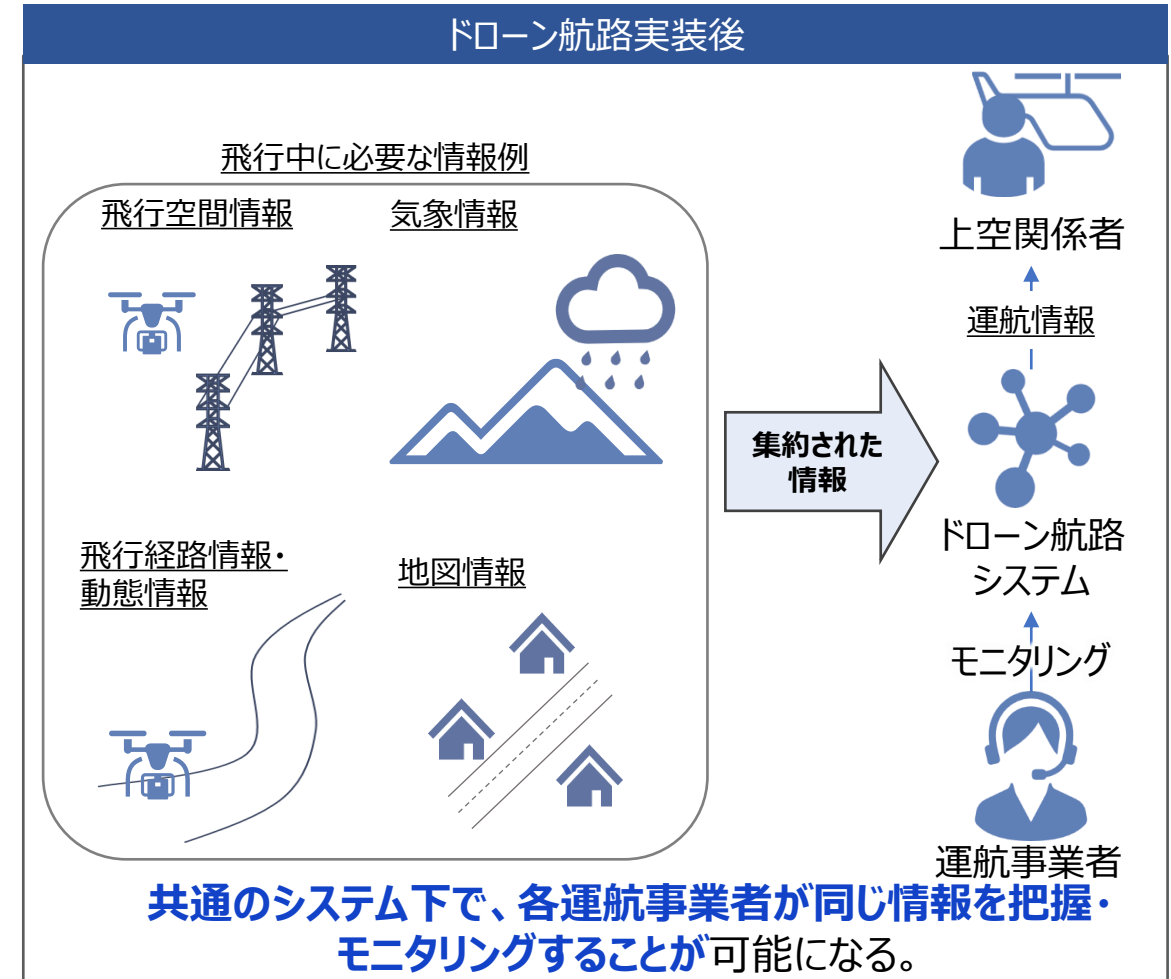 ドローン航路実装後
飛行中に必要な情報例
飛行空間情報
気象情報
飛行経路情報・
動態情報
地図情報
集約された
情報
上空関係者
運航情報
ドローン航路
システム
モニタリング
運航事業者
共通のシステム下で、各運航事業者が同じ情報を把握・
モニタリングすることが可能になる。